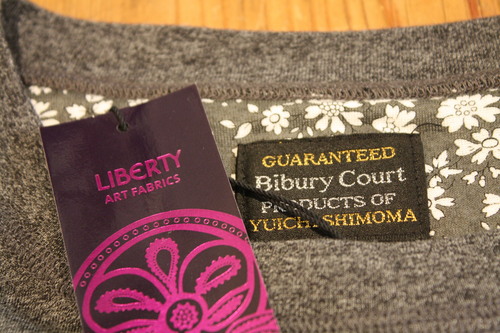 LIBERTY
ART FABRICS
GUARANTEED
Bibury Court
PRODUCTS OF
YUICHI SHIMOMA